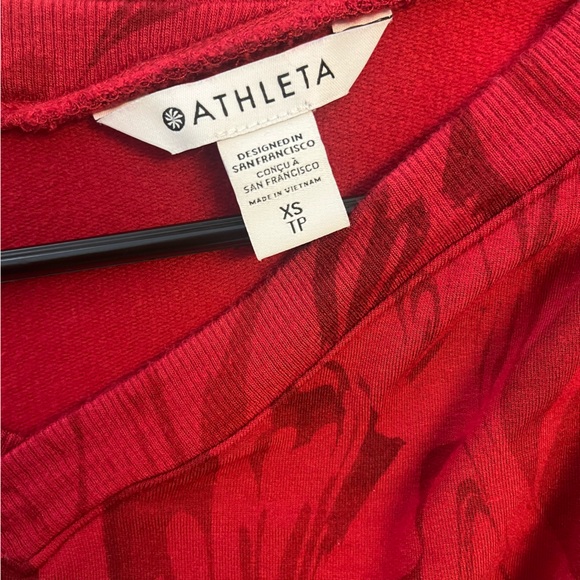 ATHLETA
DESIGNED IN
SAN FRANCISCO
CONÇU À
SAN FRANCISCO
MADE IN VIETNAM
XS
TP